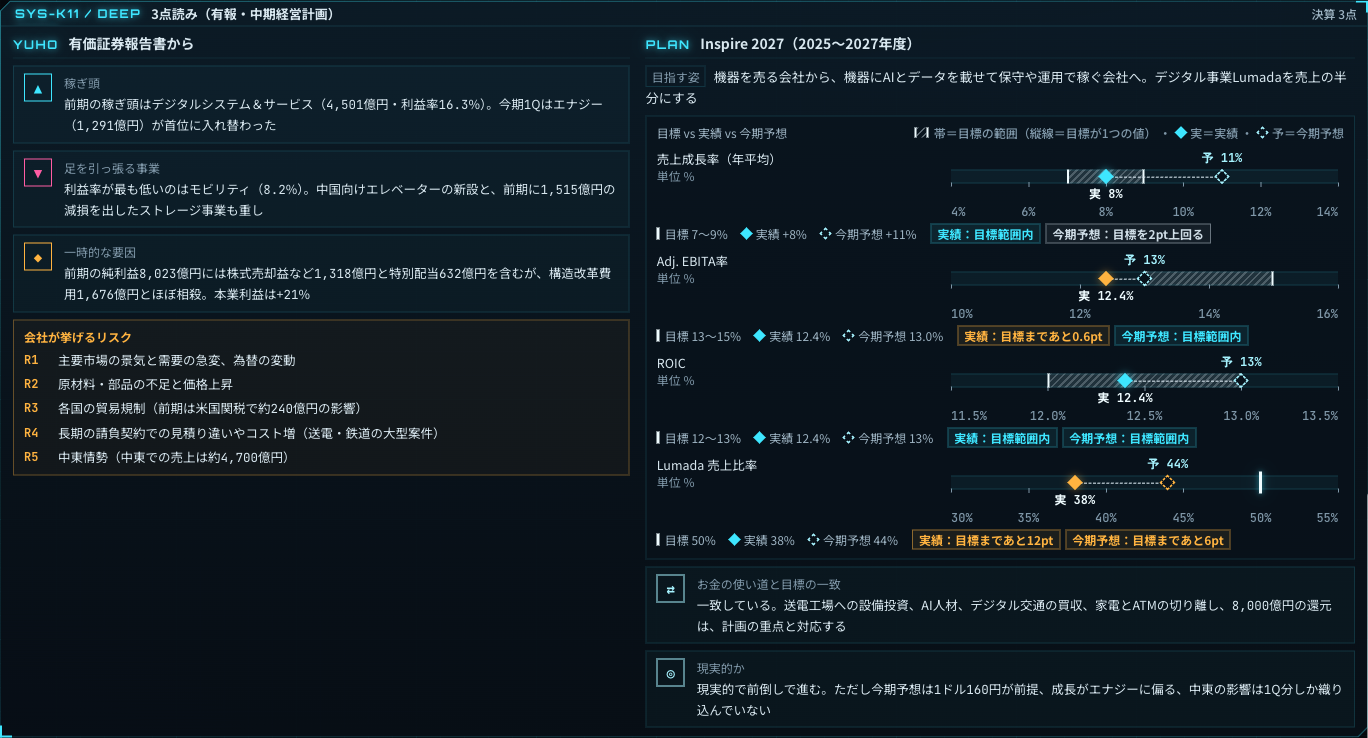 SYS-K11 / DEEP 3点読み（有報・中期経営計画）
決算 3点
YUHO 有価証券報告書から
▲ 稼ぎ頭
前期の稼ぎ頭はデジタルシステム＆サービス（4,501億円・利益率16.3%）。今期1Qはエナジー
（1,291億円）が首位に入れ替わった
▼ 足を引っ張る事業
利益率が最も低いのはモビリティ（8.2%）。中国向けエレベーターの新設と、前期に1,515億円の
減損を出したストレージ事業も重し
◆ 一時的な要因
前期の純利益8,023億円には株式売却益など1,318億円と特別配当632億円を含むが、構造改革費
用1,676億円とほぼ相殺。本業利益は+21%
会社が挙げるリスク
R1 主要市場の景気と需要の急変、為替の変動
R2 原材料・部品の不足と価格上昇
R3 各国の貿易規制（前期は米国関税で約240億円の影響）
R4 長期の請負契約での見積り違いやコスト増（送電・鉄道の大型案件）
R5 中東情勢（中東での売上は約4,700億円）
PLAN Inspire 2027（2025〜2027年度）
目指す姿 機器を売る会社から、機器にAIとデータを載せて保守や運用で稼ぐ会社へ。デジタル事業Lumadaを売上の半
分にする
目標 vs 実績 vs 今期予想
帯＝目標の範囲（縦線＝目標が1つの値） ・ ◆ 実＝実績 ・ 予＝今期予想
売上成長率（年平均）
単位 %
予 11%
実 8%
4% 6% 8% 10% 12% 14%
目標 7〜9% ◆ 実績 +8% 今期予想 +11% 実績：目標範囲内 今期予想：目標を2pt上回る
Adj. EBITA率
単位 %
予 13%
実 12.4%
10% 12% 14% 16%
目標 13〜15% ◆ 実績 12.4% 今期予想 13.0% 実績：目標まであと0.6pt 今期予想：目標範囲内
ROIC
単位 %
予 13%
実 12.4%
11.5% 12.0% 12.5% 13.0% 13.5%
目標 12〜13% ◆ 実績 12.4% 今期予想 13% 実績：目標範囲内 今期予想：目標範囲内
Lumada 売上比率
単位 %
予 44%
実 38%
30% 35% 40% 45% 50% 55%
目標 50% ◆ 実績 38% 今期予想 44% 実績：目標まであと12pt 今期予想：目標まであと6pt
⇄ お金の使い道と目標の一致
一致している。送電工場への設備投資、AI人材、デジタル交通の買収、家電とATMの切り離し、8,000億円の還元
は、計画の重点と対応する
◎ 現実的か
現実的で前倒しで進む。ただし今期予想は1ドル160円が前提、成長がエナジーに偏る、中東の影響は1Q分しか織り
込んでいない